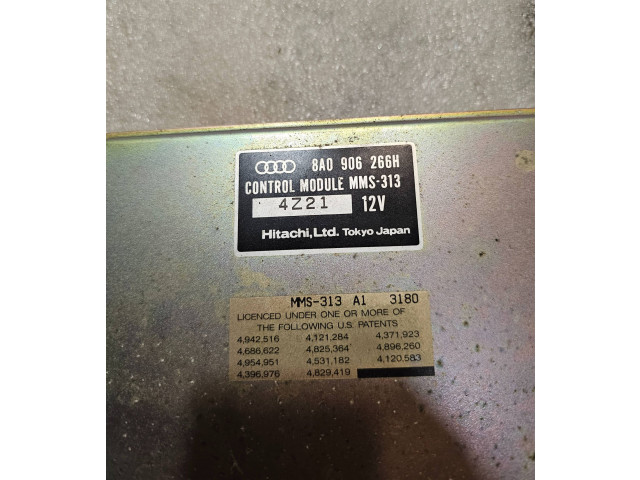 8A0 906 266H
CONTROL MODULE MMS-313
4Z21 12V
Hitachi, Ltd. Tokyo Japan
MMS-313 A1 3180
LICENCED UNDER ONE OR MORE OF
THE FOLLOWING U.S. PATENTS
4,942,516 4,121,284 4,371,923
4,686,622 4,825,364 4,896,260
4,954,951 4,531,182 4,120,583
4,396,976 4,829,419